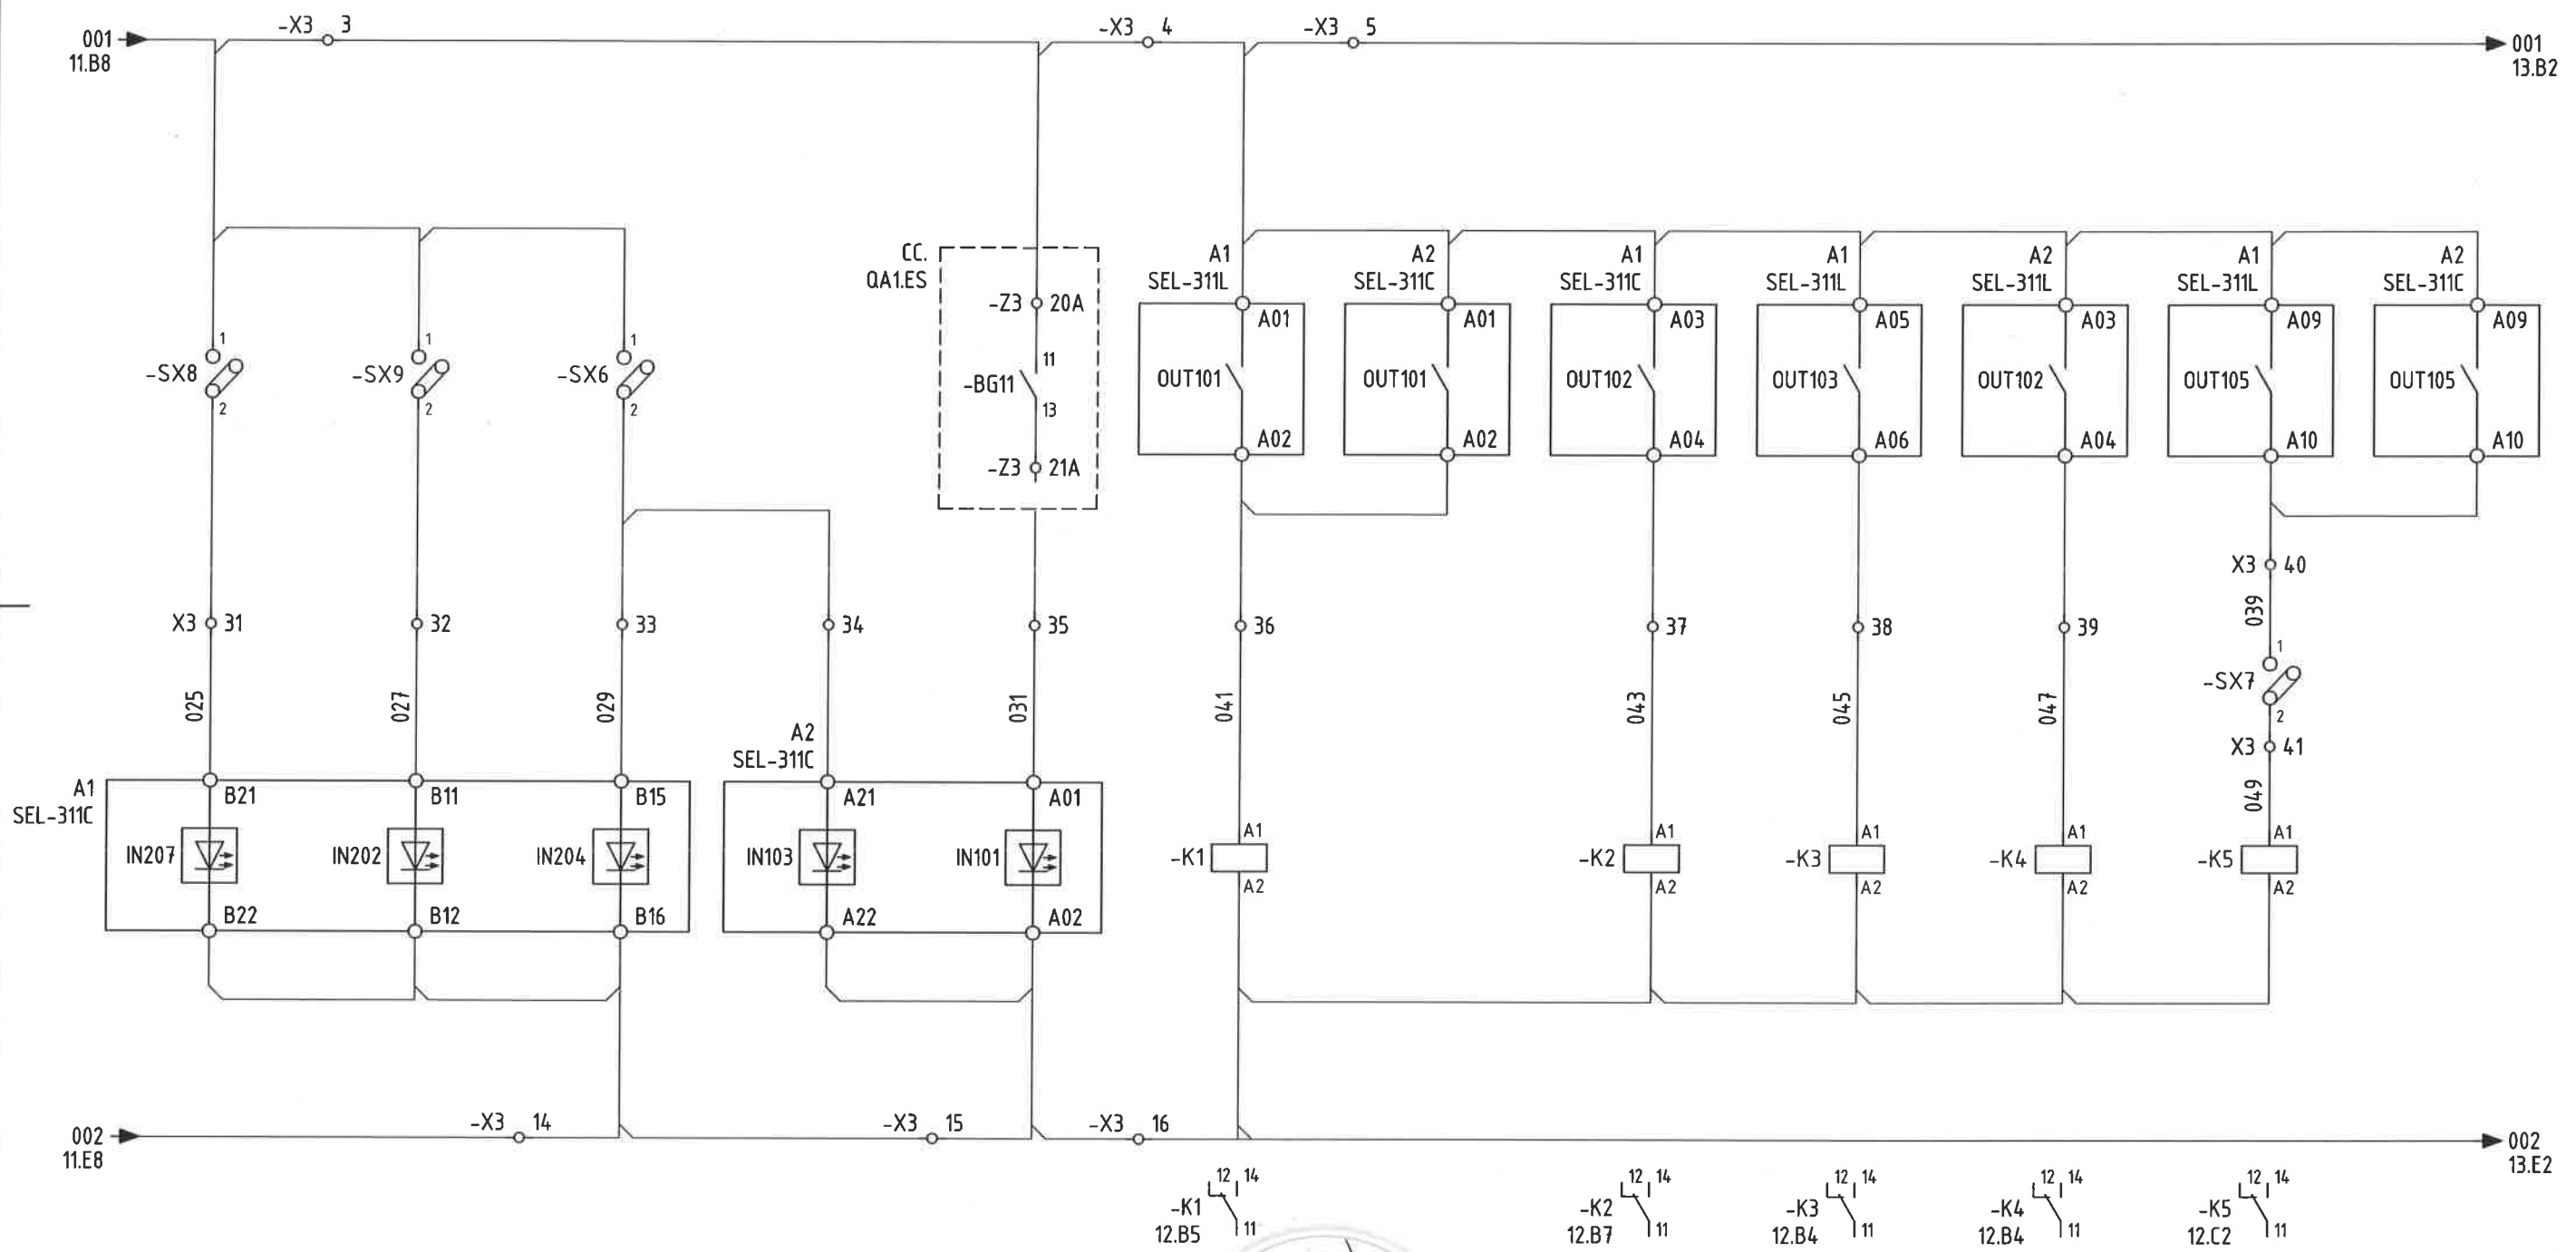 -X3 3
-X3 4
-X3 5
001
11.B8
001
13.B2
CC.
QA1.ES
-Z3 20A
11
-BG11
13
-Z3 21A
1
-SX8
2
1
-SX9
2
1
-SX6
2
A1
SEL-311L
A01
OUT101
A02
A2
SEL-311C
A01
OUT101
A02
A1
SEL-311C
A03
OUT102
A04
A1
SEL-311L
A05
OUT103
A06
A2
SEL-311L
A03
OUT102
A04
A1
SEL-311L
A09
OUT105
A10
A2
SEL-311C
A09
OUT105
A10
X3 40
039
1
-SX7
2
X3 41
049
X3 31
32
33
34
35
36
37
38
39
025
027
029
031
041
043
045
047
A1
SEL-311C
B21
IN207
B22
B11
IN202
B12
B15
IN204
B16
A2
SEL-311C
A21
IN103
A22
A01
IN101
A02
A1
-K1
A2
A1
-K2
A2
A1
-K3
A2
A1
-K4
A2
A1
-K5
A2
002
11.E8
-X3 14
-X3 15
-X3 16
002
13.E2
12 14
-K1
12.B5
11
12 14
-K2
12.B7
11
12 14
-K3
12.B4
11
12 14
-K4
12.B4
11
12 14
-K5
12.C2
11